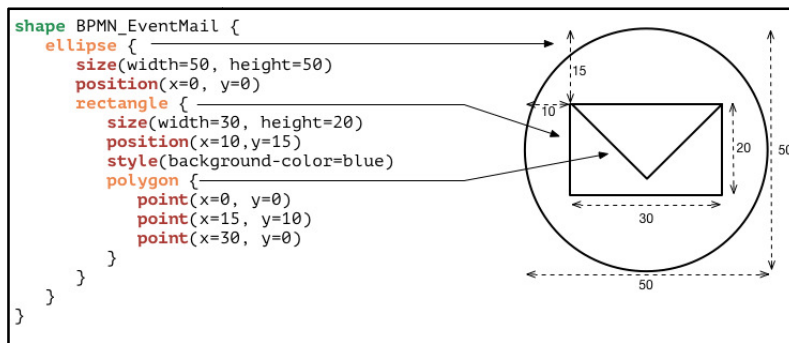 shape BPMN_EventMail {
ellipse {
size(width=50, height=50)
position(x=0, y=0)
rectangle {
size(width=30, height=20)
position(x=10,y=15)
style(background-color=blue)
polygon {
point(x=0, y=0)
point(x=15, y=10)
point(x=30, y=0)
}
}
}
}
15
10
20
50
30
50